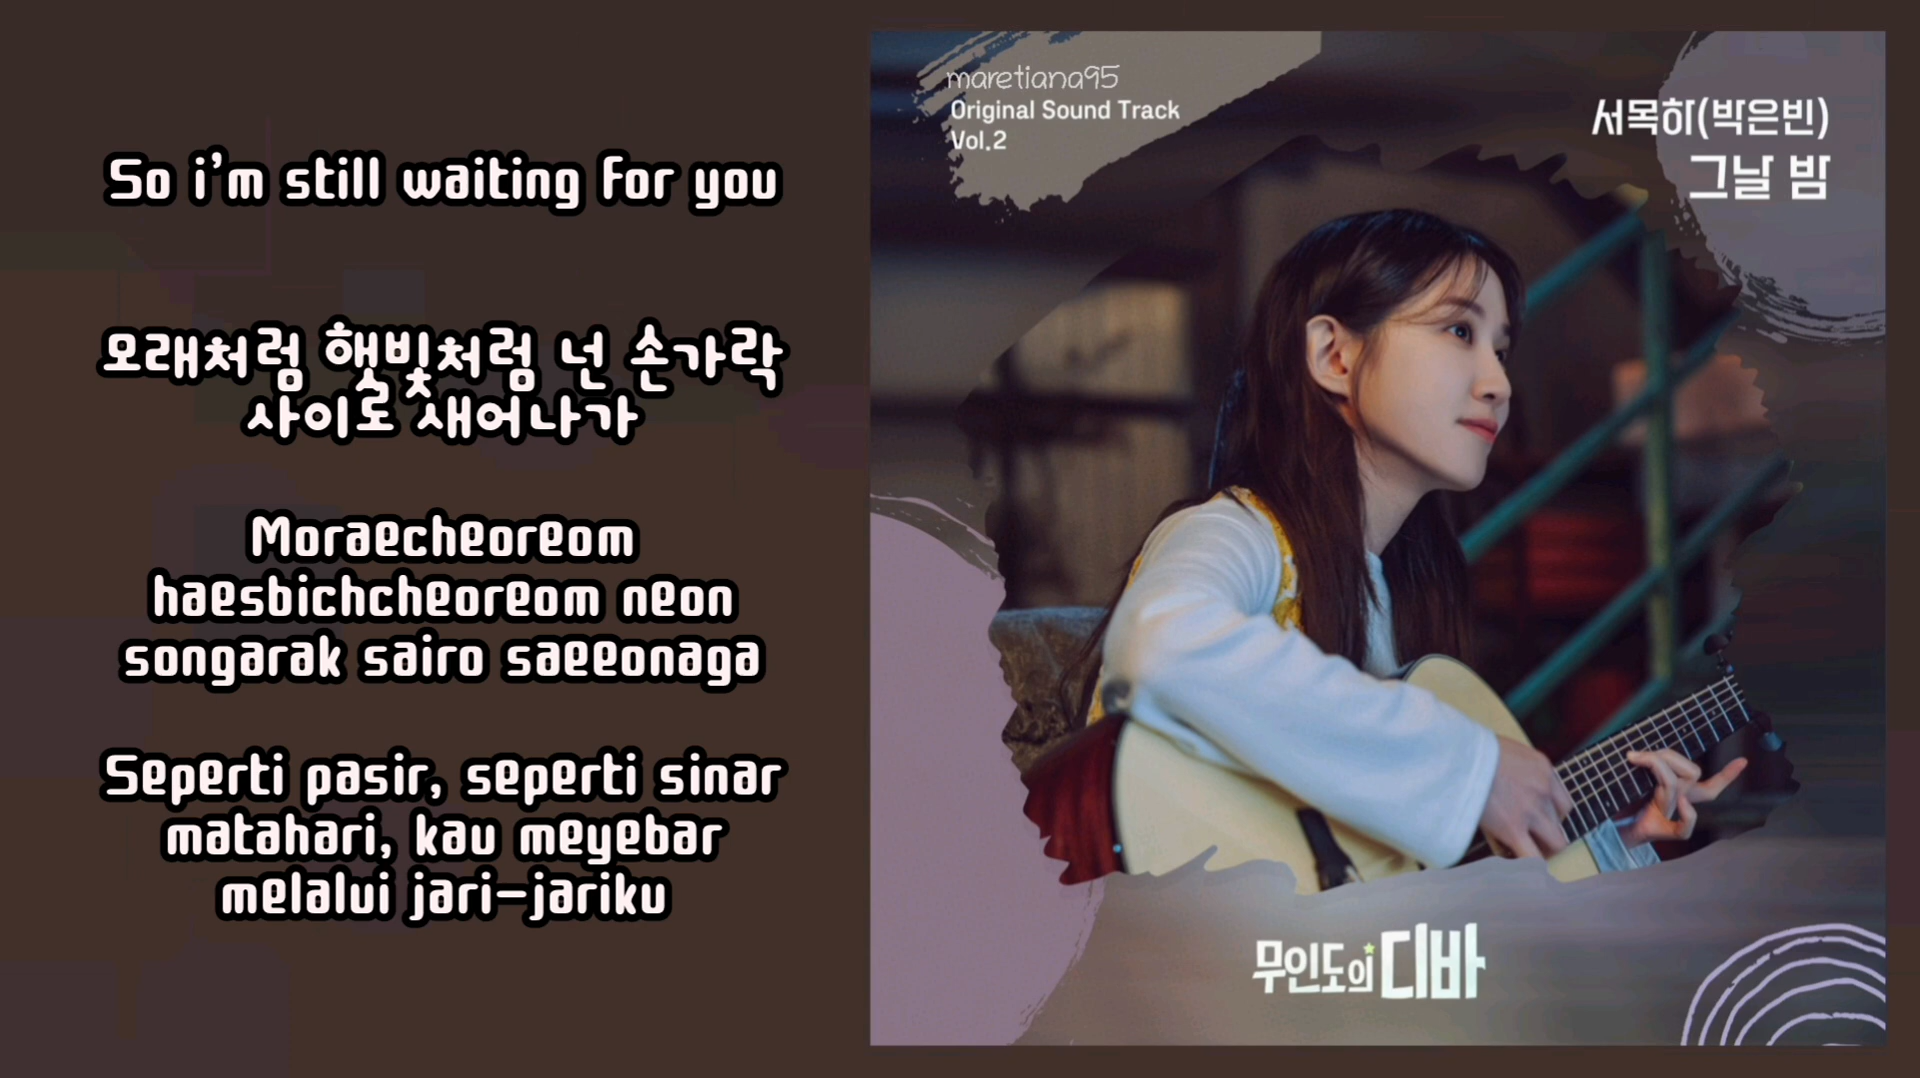 So i'm still waiting for you
모래처럼 햇빛처럼 넌 손가락
사이로 새어나가
Moraecheoreom
haesbichcheoreom neon
songarak sairo saeeonaga
Seperti pasir, seperti sinar
matahari, kau meyebar
melalui jari-jariku
maretiana95
Original Sound Track
Vol.2
서목하(박은빈)
그날 밤
무인도의 디바